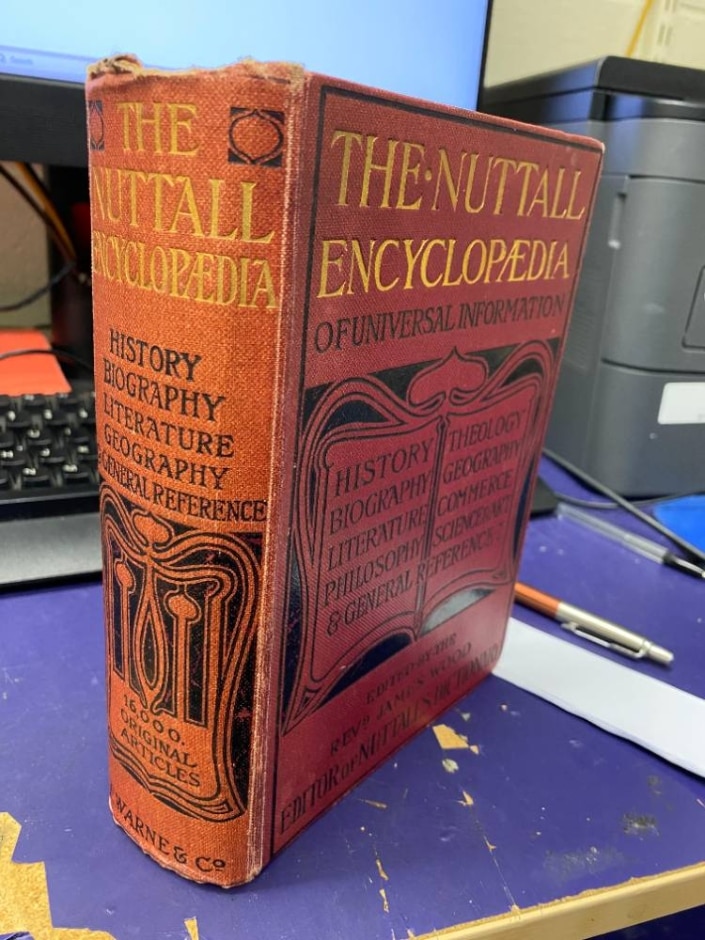 THE
NUTTALL
ENCYCLOPÆDIA
HISTORY
BIOGRAPHY
LITERATURE
GEOGRAPHY
& GENERAL REFERENCE
16,000.
ORIGINAL
ARTICLES
WARNE & Co
THE·NUTTALL
ENCYCLOPÆDIA
OF UNIVERSAL INFORMATION
HISTORY
BIOGRAPHY
LITERATURE
PHILOSOPHY
THEOLOGY
GEOGRAPHY
COMMERCE
SCIENCE·ART
& GENERAL REFERENCE
EDITED BY THE
REVD JAMES WOOD
EDITOR OF NUTTALL'S DICTIONARY